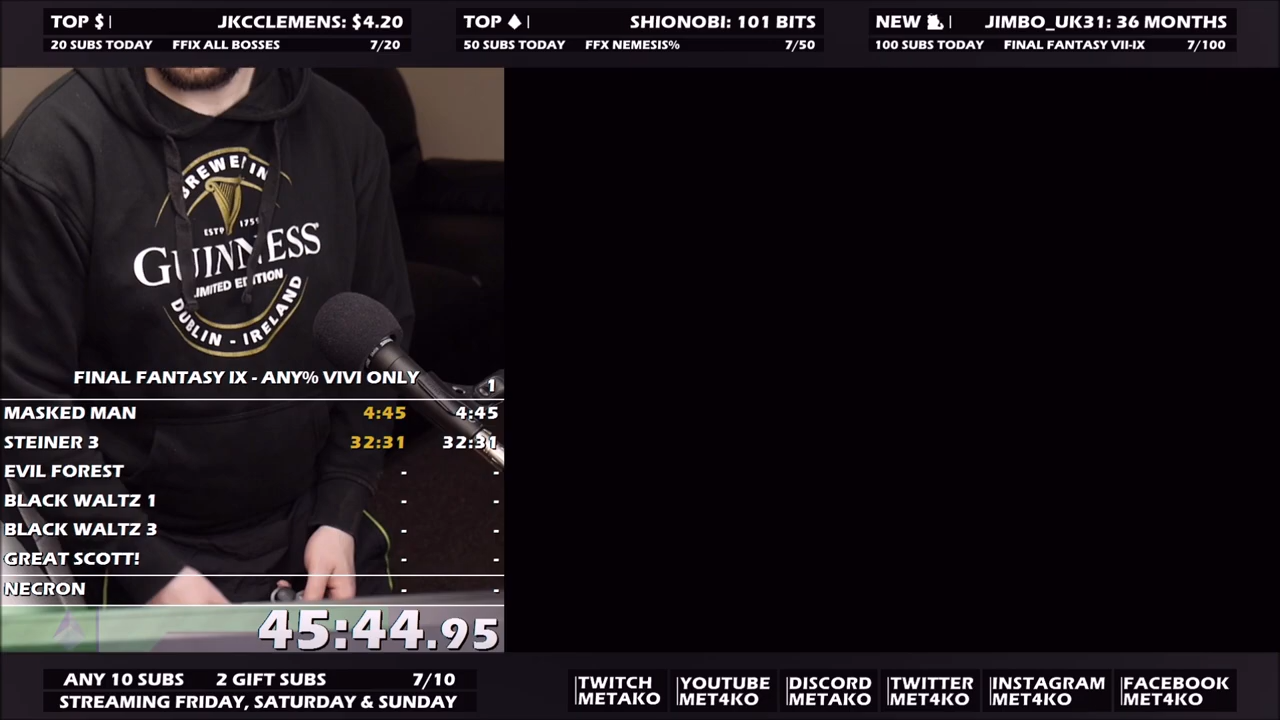 TOP $ | JKCCLEMENS: $4.20
20 SUBS TODAY FFIX ALL BOSSES 7/20
TOP | SHIONOBI: 101 BITS
50 SUBS TODAY FFX NEMESIS% 7/50
NEW | JIMBO_UK31: 36 MONTHS
100 SUBS TODAY FINAL FANTASY VII-IX 7/100
BREWED IN
ESTD 1759
GUINNESS
LIMITED EDITION
DUBLIN - IRELAND
FINAL FANTASY IX - ANY% VIVI ONLY 1
MASKED MAN 4:45 4:45
STEINER 3 32:31 32:31
EVIL FOREST - -
BLACK WALTZ 1 - -
BLACK WALTZ 3 - -
GREAT SCOTT! - -
NECRON - -
45:44.95
ANY 10 SUBS 2 GIFT SUBS 7/10
STREAMING FRIDAY, SATURDAY & SUNDAY
TWITCH
METAKO
YOUTUBE
MET4KO
DISCORD
METAKO
TWITTER
MET4KO
INSTAGRAM
MET4KO
FACEBOOK
MET4KO